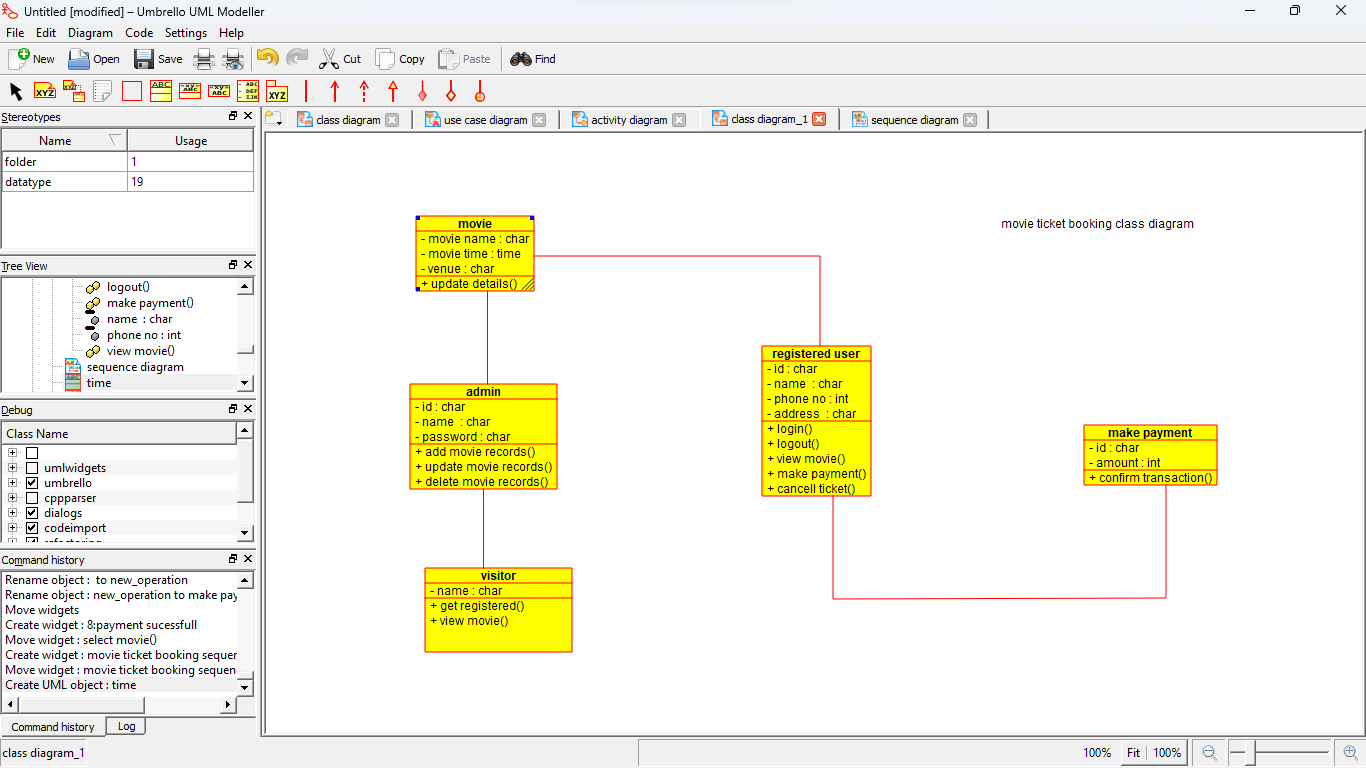 Untitled [modified] – Umbrello UML Modeller
File Edit Diagram Code Settings Help
New Open Save Cut Copy Paste Find
Stereotypes
Name Usage
folder 1
datatype 19
Tree View
logout()
make payment()
name : char
phone no : int
view movie()
sequence diagram
time
Debug
Class Name
umlwidgets
umbrello
cppparser
dialogs
codeimport
Command history
Rename object : to new_operation
Rename object : new_operation to make pay
Move widgets
Create widget : 8:payment sucessfull
Move widget : select movie()
Create widget : movie ticket booking sequer
Move widget : movie ticket booking sequen
Create UML object : time
Command history Log
class diagram use case diagram activity diagram class diagram_1 sequence diagram
movie ticket booking class diagram
movie
- movie name : char
- movie time : time
- venue : char
+ update details()
admin
- id : char
- name : char
- password : char
+ add movie records()
+ update movie records()
+ delete movie records()
visitor
- name : char
+ get registered()
+ view movie()
registered user
- id : char
- name : char
- phone no : int
- address : char
+ login()
+ logout()
+ view movie()
+ make payment()
+ cancell ticket()
make payment
- id : char
- amount : int
+ confirm transaction()
class diagram_1
100% Fit 100%